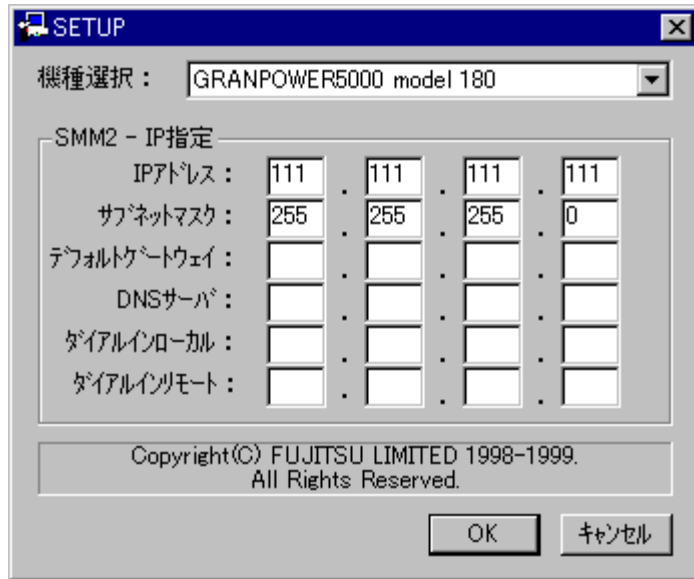 SETUP
機種選択： GRANPOWER5000 model 180
SMM2 - IP指定
IPｱﾄﾞﾚｽ： 111 . 111 . 111 . 111
ｻﾌﾞﾈｯﾄﾏｽｸ： 255 . 255 . 255 . 0
ﾃﾞﾌｫﾙﾄｹﾞｰﾄｳｪｲ： . . .
DNSｻｰﾊﾞ： . . .
ﾀﾞｲｱﾙｲﾝﾛｰｶﾙ： . . .
ﾀﾞｲｱﾙｲﾝﾘﾓｰﾄ： . . .
Copyright(C) FUJITSU LIMITED 1998-1999.
All Rights Reserved.
OK ｷｬﾝｾﾙ